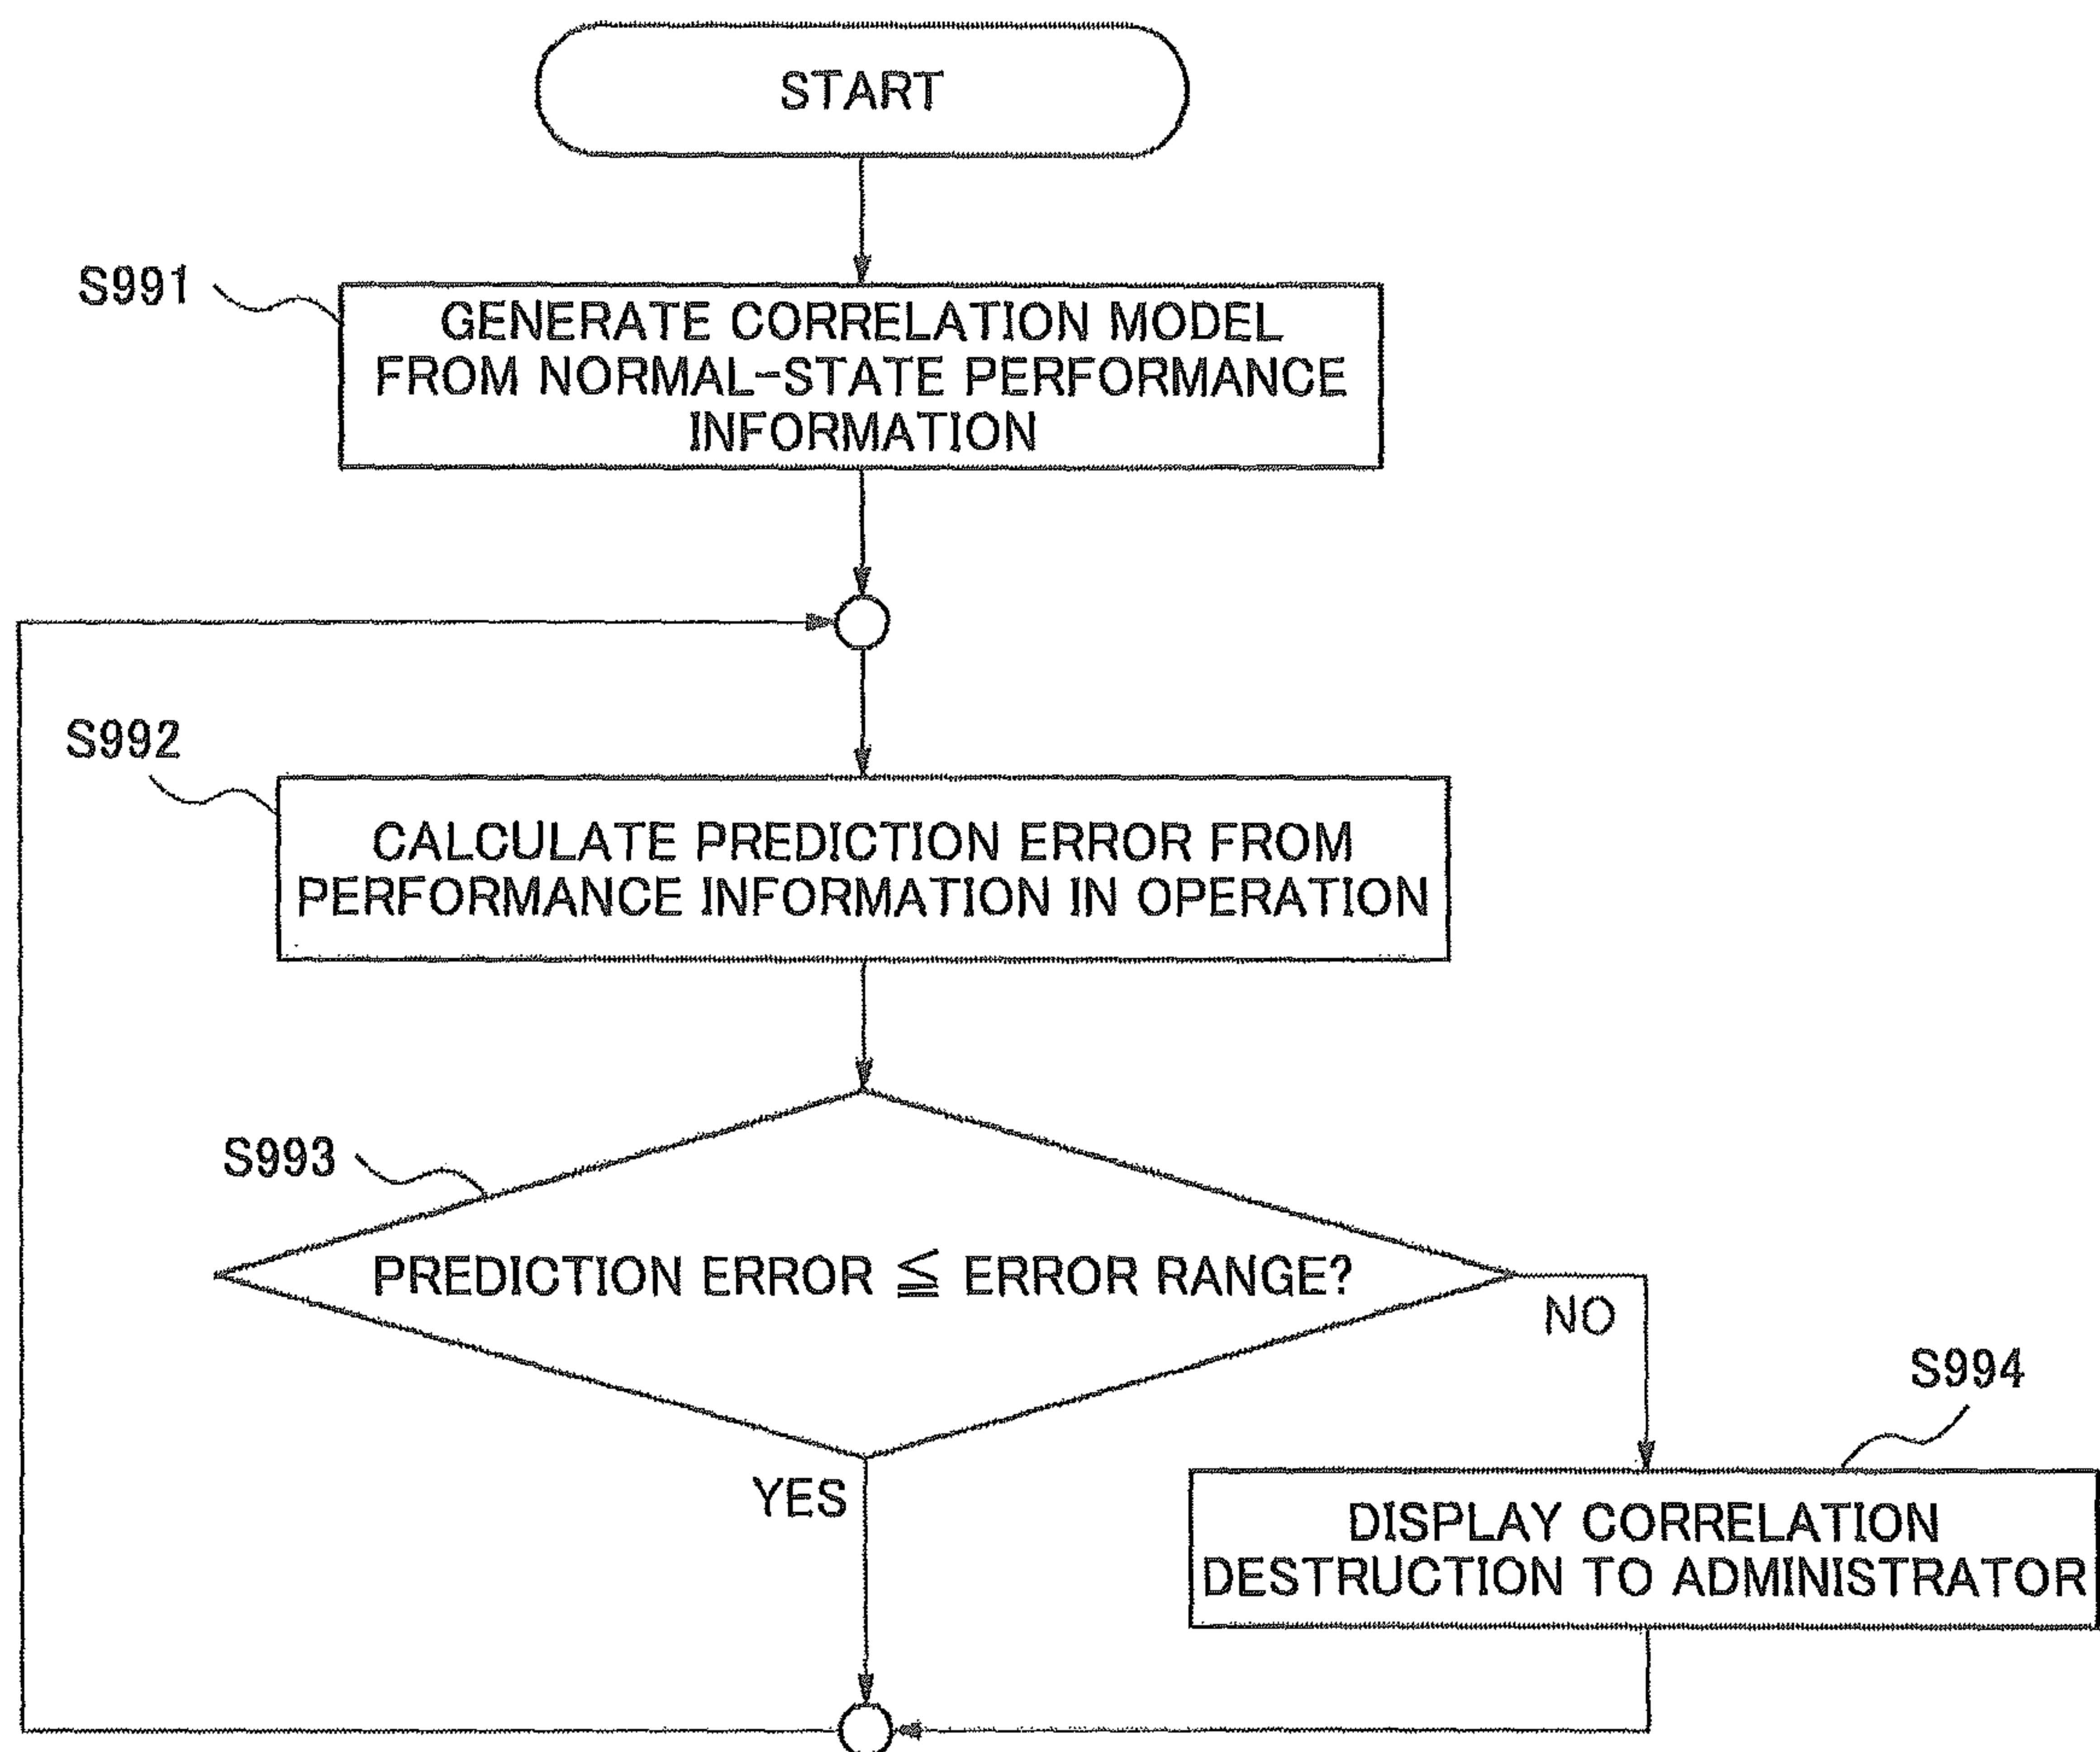 START
S991
GENERATE CORRELATION MODEL
FROM NORMAL-STATE PERFORMANCE
INFORMATION
S992
CALCULATE PREDICTION ERROR FROM
PERFORMANCE INFORMATION IN OPERATION
S993
PREDICTION ERROR ≦ ERROR RANGE?
NO
YES
S994
DISPLAY CORRELATION
DESTRUCTION TO ADMINISTRATOR